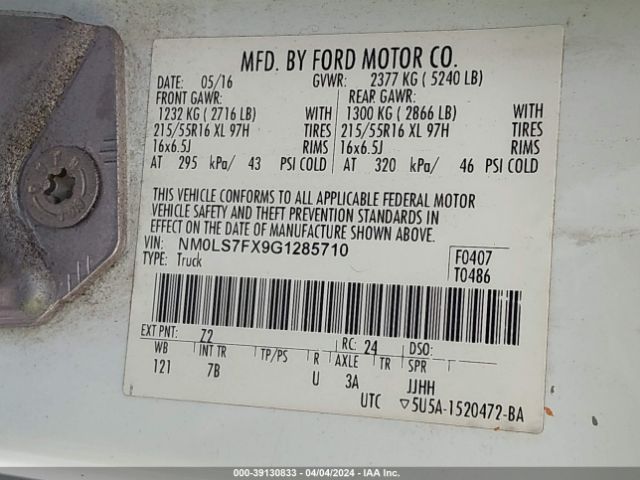 MFD. BY FORD MOTOR CO.
DATE: 05/16 GVWR: 2377 KG ( 5240 LB)
FRONT GAWR: REAR GAWR:
1232 KG ( 2716 LB) WITH 1300 KG ( 2866 LB) WITH
215/55R16 XL 97H TIRES 215/55R16 XL 97H TIRES
16x6.5J RIMS 16x6.5J RIMS
AT 295 kPa/ 43 PSI COLD AT 320 kPa/ 46 PSI COLD
THIS VEHICLE CONFORMS TO ALL APPLICABLE FEDERAL MOTOR
VEHICLE SAFETY AND THEFT PREVENTION STANDARDS IN
EFFECT ON THE DATE OF MANUFACTURE SHOWN ABOVE.
VIN: NM0LS7FX9G1285710 F0407
TYPE: Truck T0486
EXT PNT: Z2 RC: 24 DSO:
WB INT TR TP/PS R AXLE TR SPR
121 7B U 3A JJHH
UTC ▽5U5A-1520472-BA
000-39130833 - 04/04/2024 - IAA Inc.